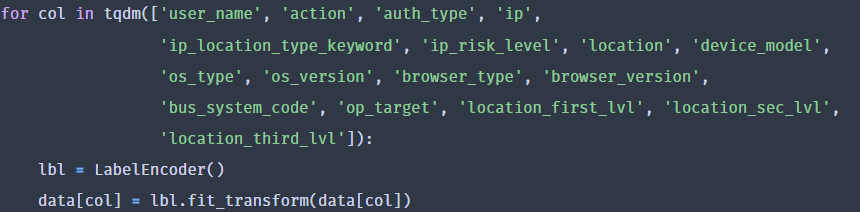 for col in tqdm(['user_name', 'action', 'auth_type', 'ip',
                 'ip_location_type_keyword', 'ip_risk_level', 'location', 'device_model',
                 'os_type', 'os_version', 'browser_type', 'browser_version',
                 'bus_system_code', 'op_target', 'location_first_lvl', 'location_sec_lvl',
                 'location_third_lvl']):
    lbl = LabelEncoder()
    data[col] = lbl.fit_transform(data[col])